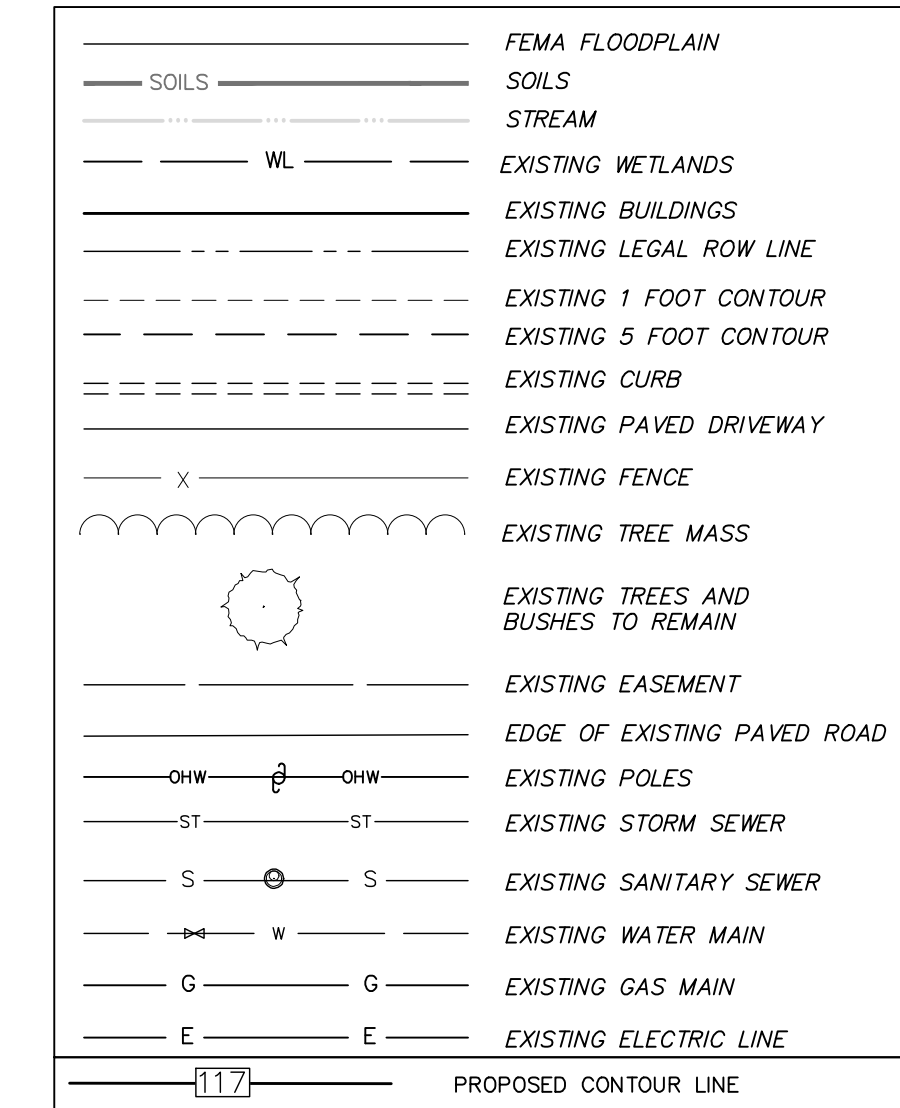 FEMA FLOODPLAIN
SOILS SOILS
STREAM
WL EXISTING WETLANDS
EXISTING BUILDINGS
EXISTING LEGAL ROW LINE
EXISTING 1 FOOT CONTOUR
EXISTING 5 FOOT CONTOUR
EXISTING CURB
EXISTING PAVED DRIVEWAY
X EXISTING FENCE
EXISTING TREE MASS
EXISTING TREES AND
BUSHES TO REMAIN
EXISTING EASEMENT
EDGE OF EXISTING PAVED ROAD
OHW OHW EXISTING POLES
ST ST EXISTING STORM SEWER
S S EXISTING SANITARY SEWER
W EXISTING WATER MAIN
G G EXISTING GAS MAIN
E E EXISTING ELECTRIC LINE
117 PROPOSED CONTOUR LINE